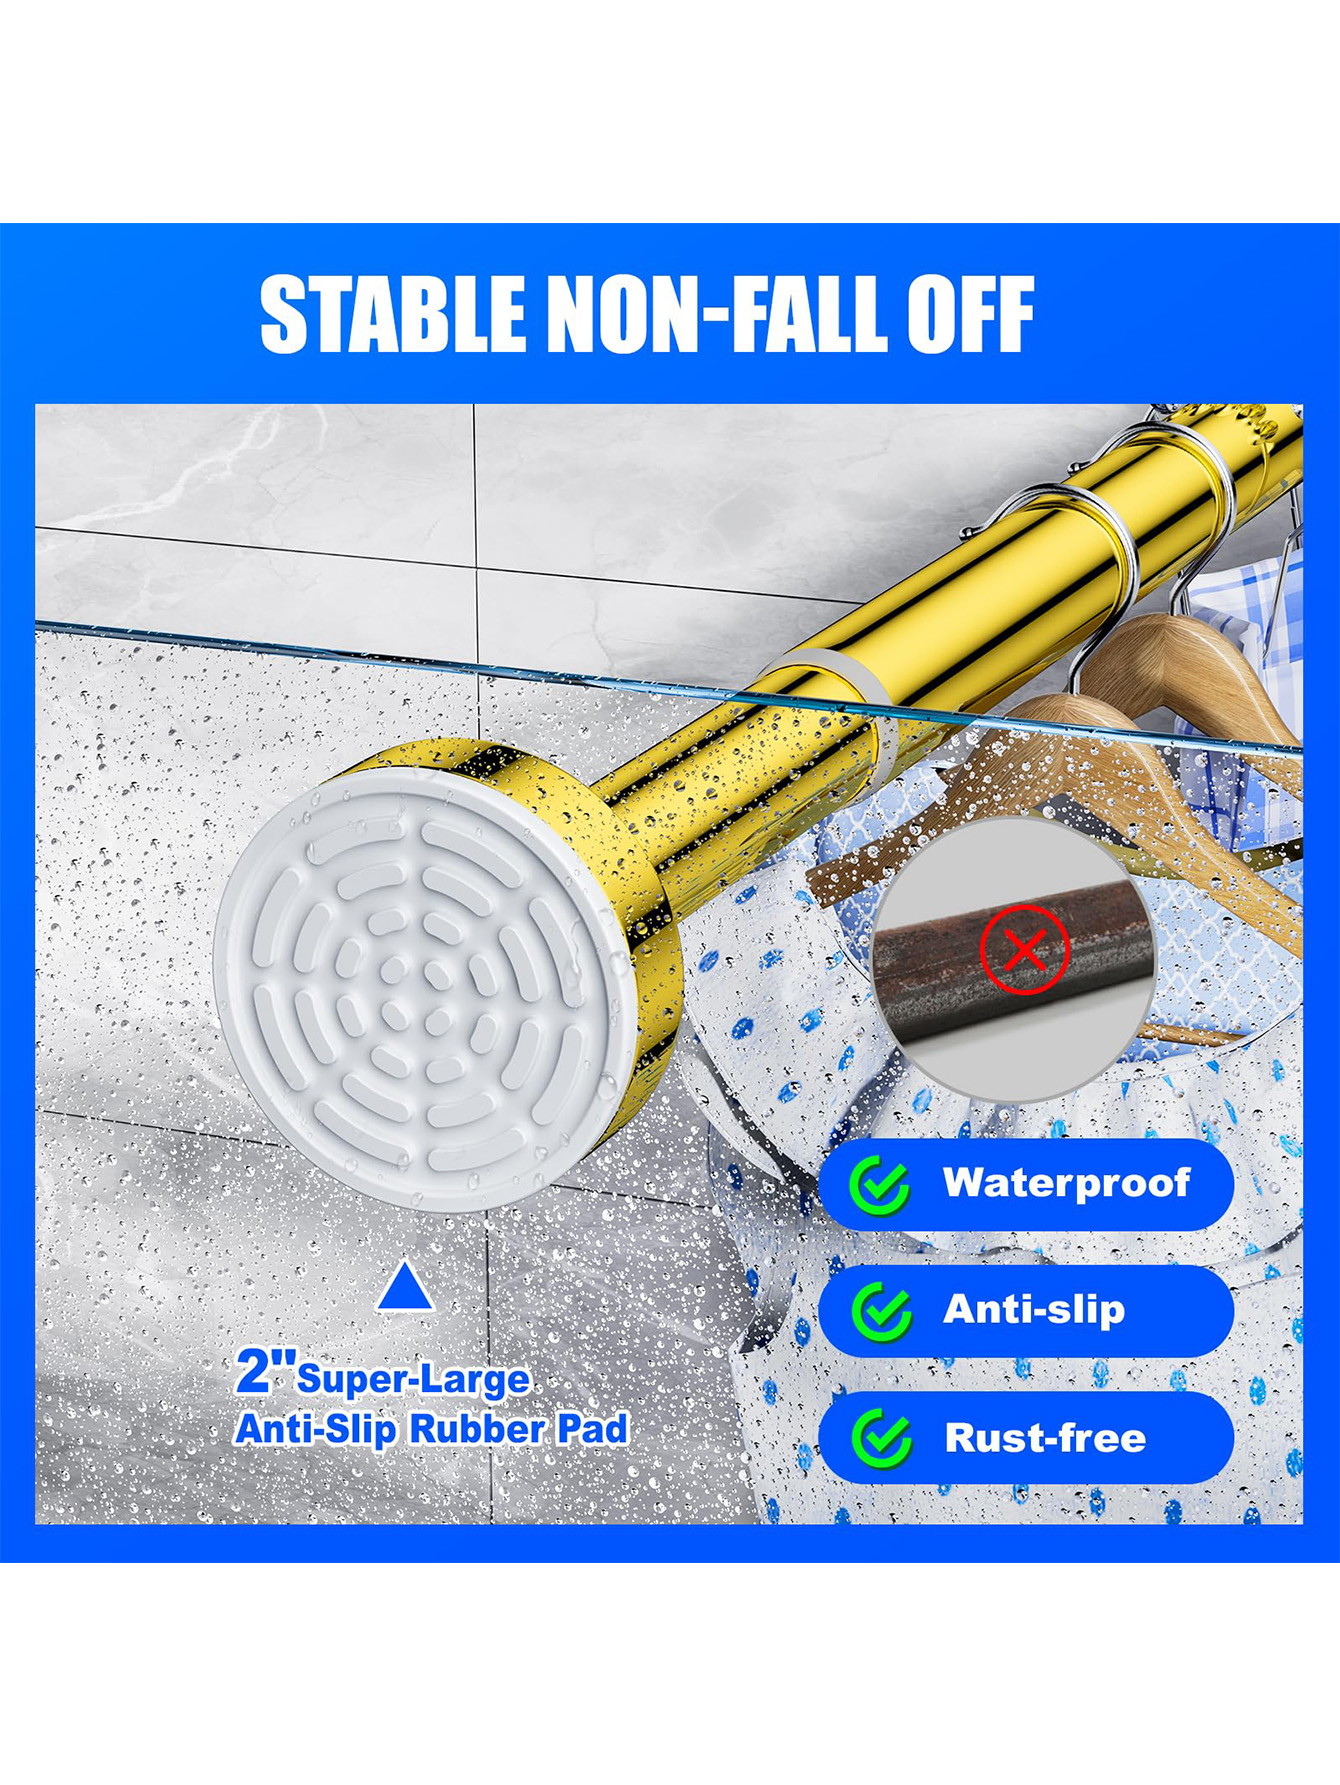 STABLE NON-FALL OFF
Waterproof
Anti-slip
2" Super-Large
Anti-Slip Rubber Pad
Rust-free